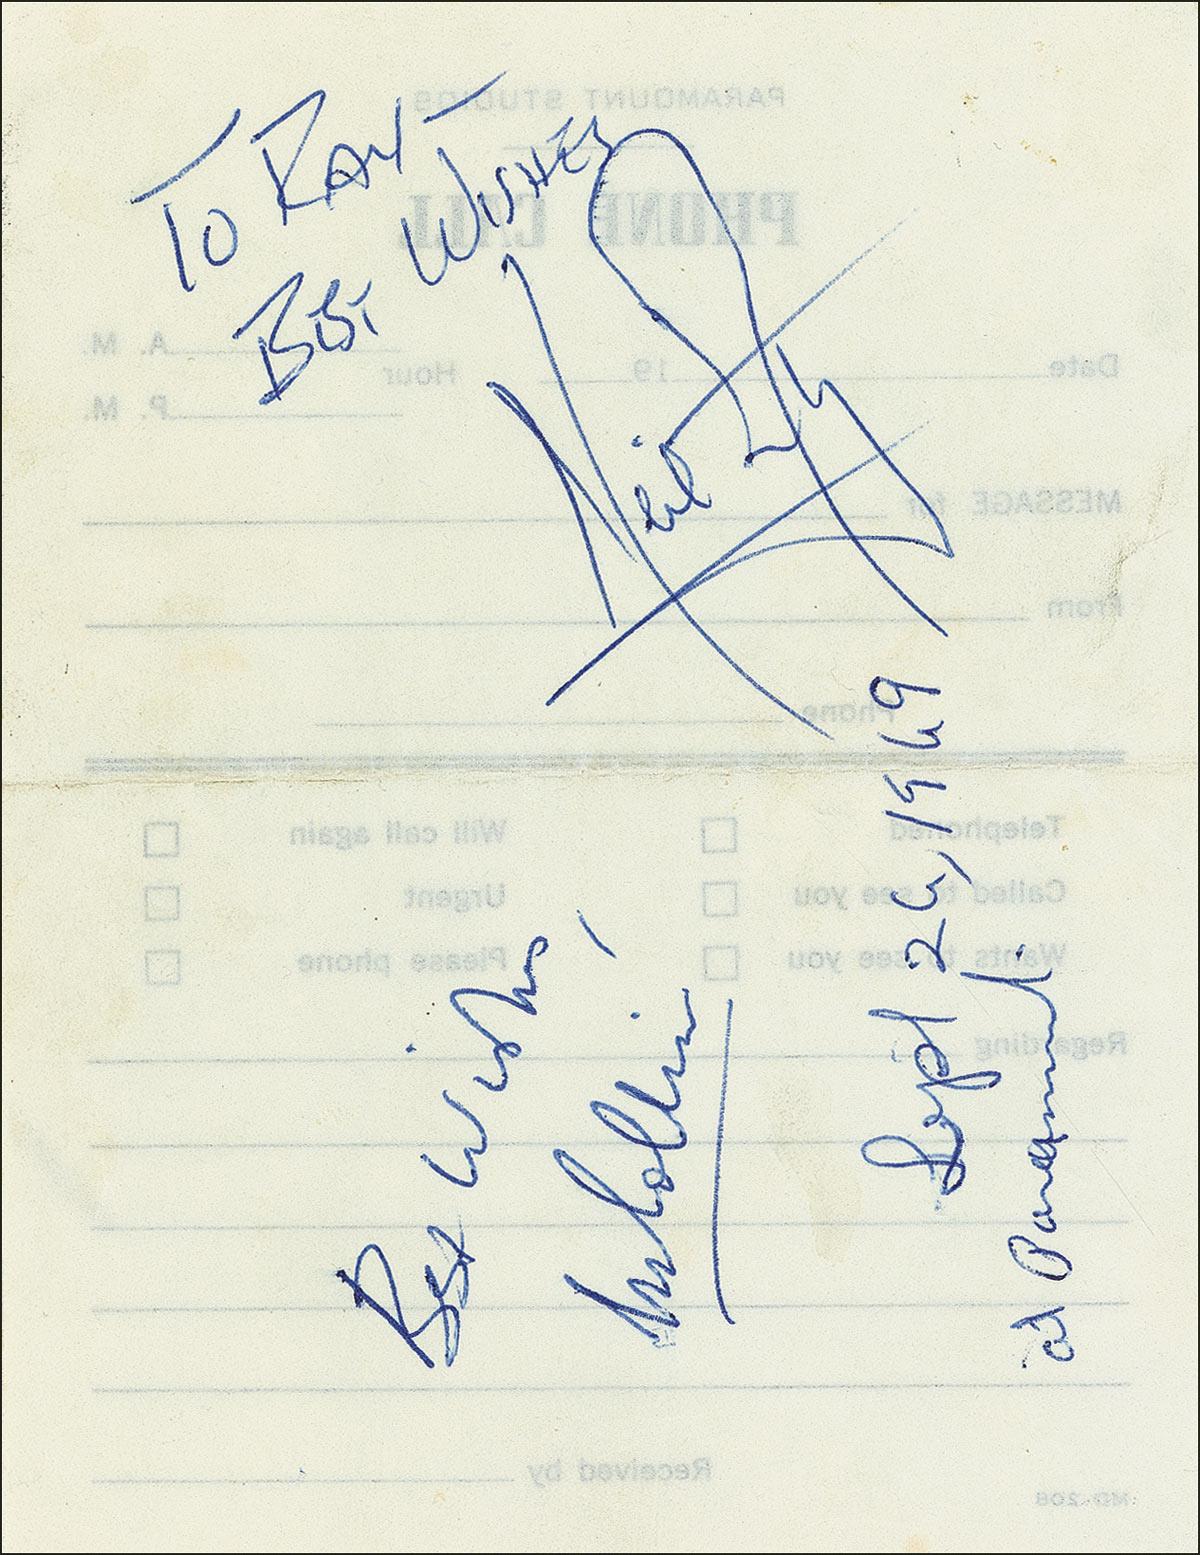 PARAMOUNT STUDIOS
PHONE CALL
To Ray
Best Wishes
Neil
Date 19 Hour A. M.
P. M.
MESSAGE for
From
Phone
Telephoned Will call again
Called to see you Urgent
Wants to see you Please phone
Regarding
Best Wishes,
Sept 26, 1969
at Paramount.
Received by
MD 208